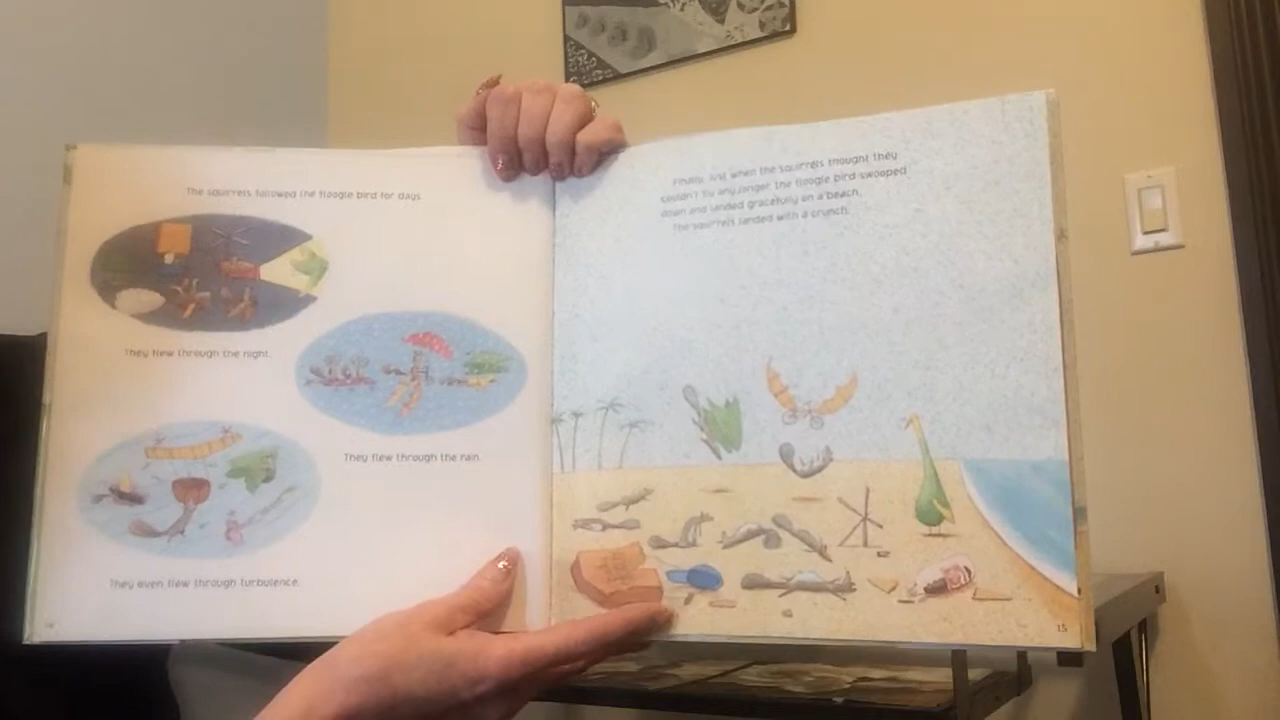 The squirrels followed the floogle bird for days.
They flew through the night.
They flew through the rain.
They even flew through turbulence.
Finally, just when the squirrels thought they
couldn't fly any longer, the floogle bird swooped
down and landed gracefully on a beach.
The squirrels landed with a crunch.
15